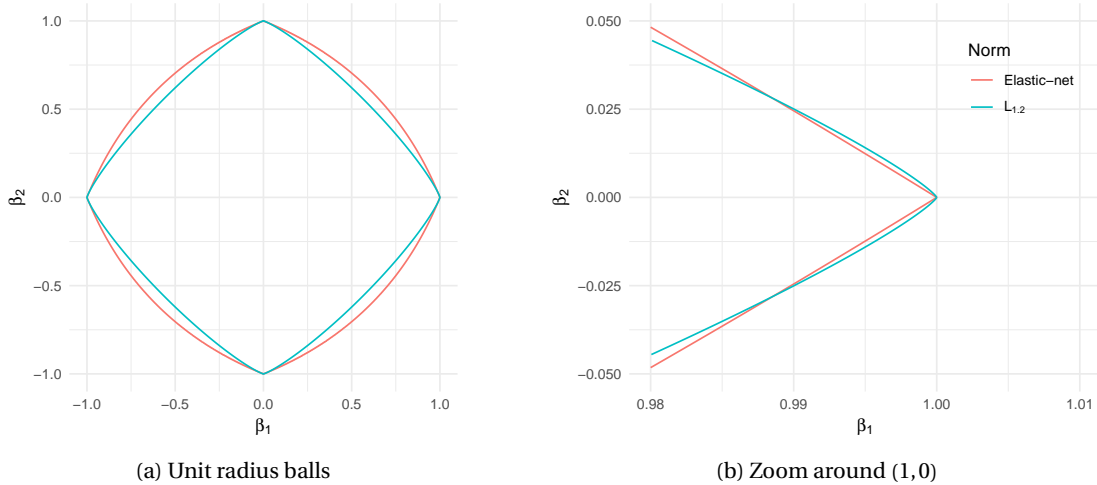 1.0
0.5
0.0
−0.5
−1.0
β2
−1.0 −0.5 0.0 0.5 1.0
β1
(a) Unit radius balls
0.050
0.025
0.000
−0.025
−0.050
β2
0.98 0.99 1.00 1.01
β1
Norm
Elastic−net
L1.2
(b) Zoom around (1,0)